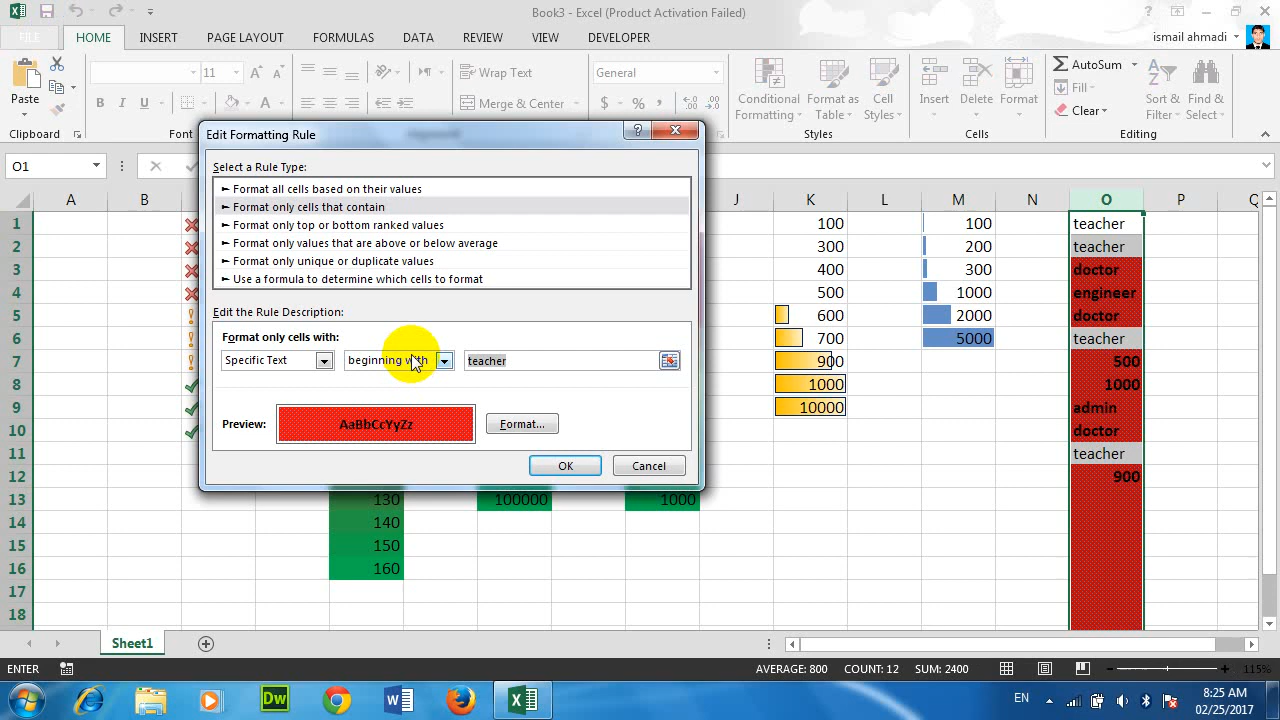 Book3 - Excel (Product Activation Failed)
FILE HOME INSERT PAGE LAYOUT FORMULAS DATA REVIEW VIEW DEVELOPER ismail ahmadi
Paste
11
Wrap Text
Merge & Center
General
Conditional Formatting
Format as Table
Cell Styles
Insert Delete Format
AutoSum
Fill
Clear
Sort & Filter
Find & Select
Clipboard Font Styles Cells Editing
O1
A B J K L M N O P Q
1 100 100 teacher
2 300 200 teacher
3 400 300 doctor
4 500 1000 engineer
5 600 2000 doctor
6 700 5000 teacher
7 900 500
8 1000 1000
9 10000 admin
10 doctor
11 teacher
12 900
13 130 100000 1000
14 140
15 150
16 160
17
18
Edit Formatting Rule
Select a Rule Type:
► Format all cells based on their values
► Format only cells that contain
► Format only top or bottom ranked values
► Format only values that are above or below average
► Format only unique or duplicate values
► Use a formula to determine which cells to format
Edit the Rule Description:
Format only cells with:
Specific Text beginning with teacher
Preview: AaBbCcYyZz Format...
OK Cancel
Sheet1
ENTER AVERAGE: 800 COUNT: 12 SUM: 2400 115%
Dw EN 8:25 AM
02/25/2017